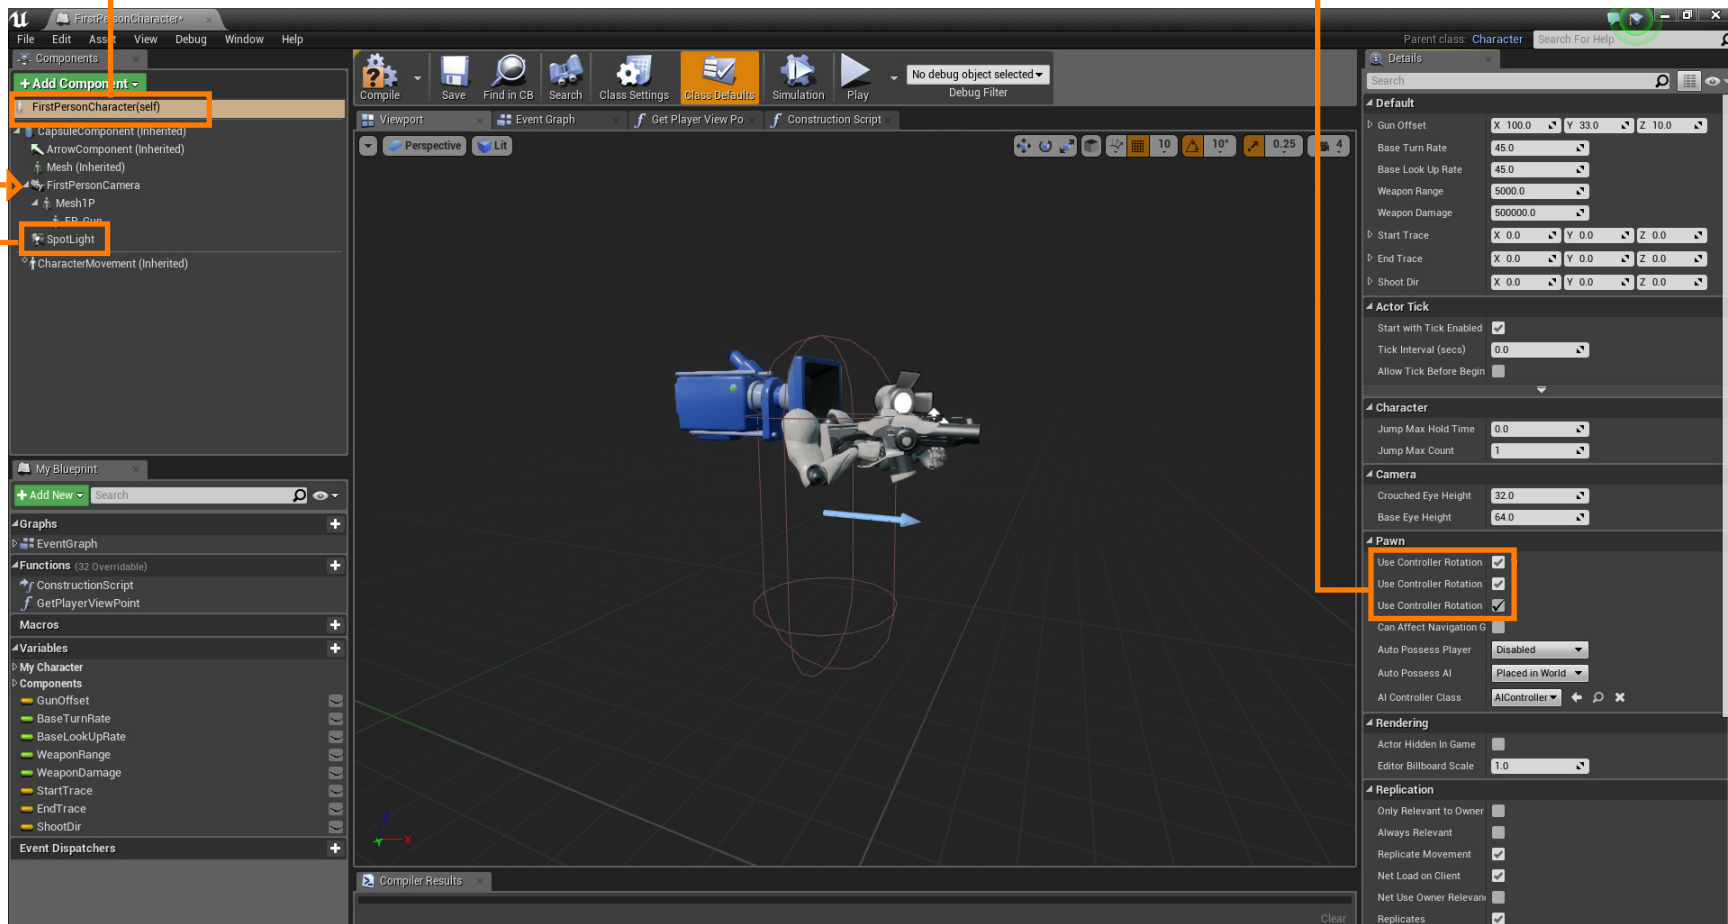 FirstPersonCharacter*
File Edit Asset View Debug Window Help
Parent class: Character Search For Help
Components
+ Add Component
FirstPersonCharacter(self)
CapsuleComponent (Inherited)
ArrowComponent (Inherited)
Mesh (Inherited)
FirstPersonCamera
Mesh1P
FP_Gun
SpotLight
CharacterMovement (Inherited)
My Blueprint
+ Add New Search
Graphs
EventGraph
Functions (32 Overridable)
ConstructionScript
GetPlayerViewPoint
Macros
Variables
My Character
Components
GunOffset
BaseTurnRate
BaseLookUpRate
WeaponRange
WeaponDamage
StartTrace
EndTrace
ShootDir
Event Dispatchers
Compile Save Find in CB Search Class Settings Class Defaults Simulation Play
No debug object selected
Debug Filter
Viewport Event Graph Get Player View Po Construction Script
Perspective Lit 10 10° 0.25 4
Z
X
Y
Compiler Results
Clear
Details
Search
Default
Gun Offset X 100.0 Y 33.0 Z 10.0
Base Turn Rate 45.0
Base Look Up Rate 45.0
Weapon Range 5000.0
Weapon Damage 500000.0
Start Trace X 0.0 Y 0.0 Z 0.0
End Trace X 0.0 Y 0.0 Z 0.0
Shoot Dir X 0.0 Y 0.0 Z 0.0
Actor Tick
Start with Tick Enabled
Tick Interval (secs) 0.0
Allow Tick Before Begin
Character
Jump Max Hold Time 0.0
Jump Max Count 1
Camera
Crouched Eye Height 32.0
Base Eye Height 64.0
Pawn
Use Controller Rotation
Use Controller Rotation
Use Controller Rotation
Can Affect Navigation G
Auto Possess Player Disabled
Auto Possess AI Placed in World
AI Controller Class AIController
Rendering
Actor Hidden In Game
Editor Billboard Scale 1.0
Replication
Only Relevant to Owner
Always Relevant
Replicate Movement
Net Load on Client
Net Use Owner Relevan
Replicates